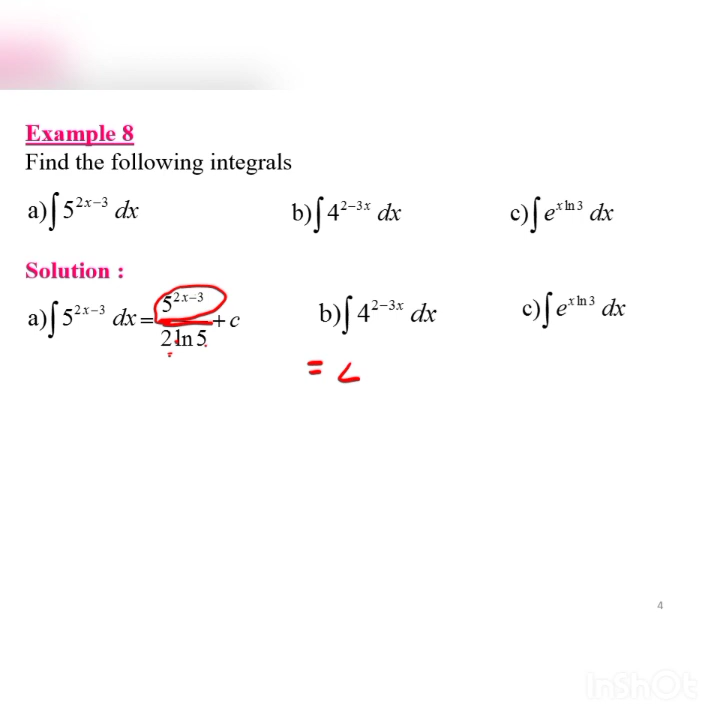 Example 8
Find the following integrals
a)∫5^{2x−3} dx b)∫4^{2−3x} dx c)∫e^{x ln 3} dx
Solution :
a)∫5^{2x−3} dx = \frac{5^{2x−3}}{2 ln 5} + c b)∫4^{2−3x} dx c)∫e^{x ln 3} dx
=
4
InShOt